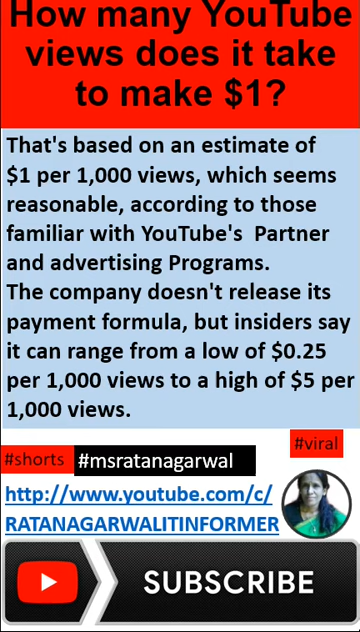 How many YouTube
views does it take
to make $1?
That's based on an estimate of
$1 per 1,000 views, which seems
reasonable, according to those
familiar with YouTube's Partner
and advertising Programs.
The company doesn't release its
payment formula, but insiders say
it can range from a low of $0.25
per 1,000 views to a high of $5 per
1,000 views.
#viral
#shorts #msratanagarwal
http://www.youtube.com/c/
RATANAGARWALITINFORMER
SUBSCRIBE